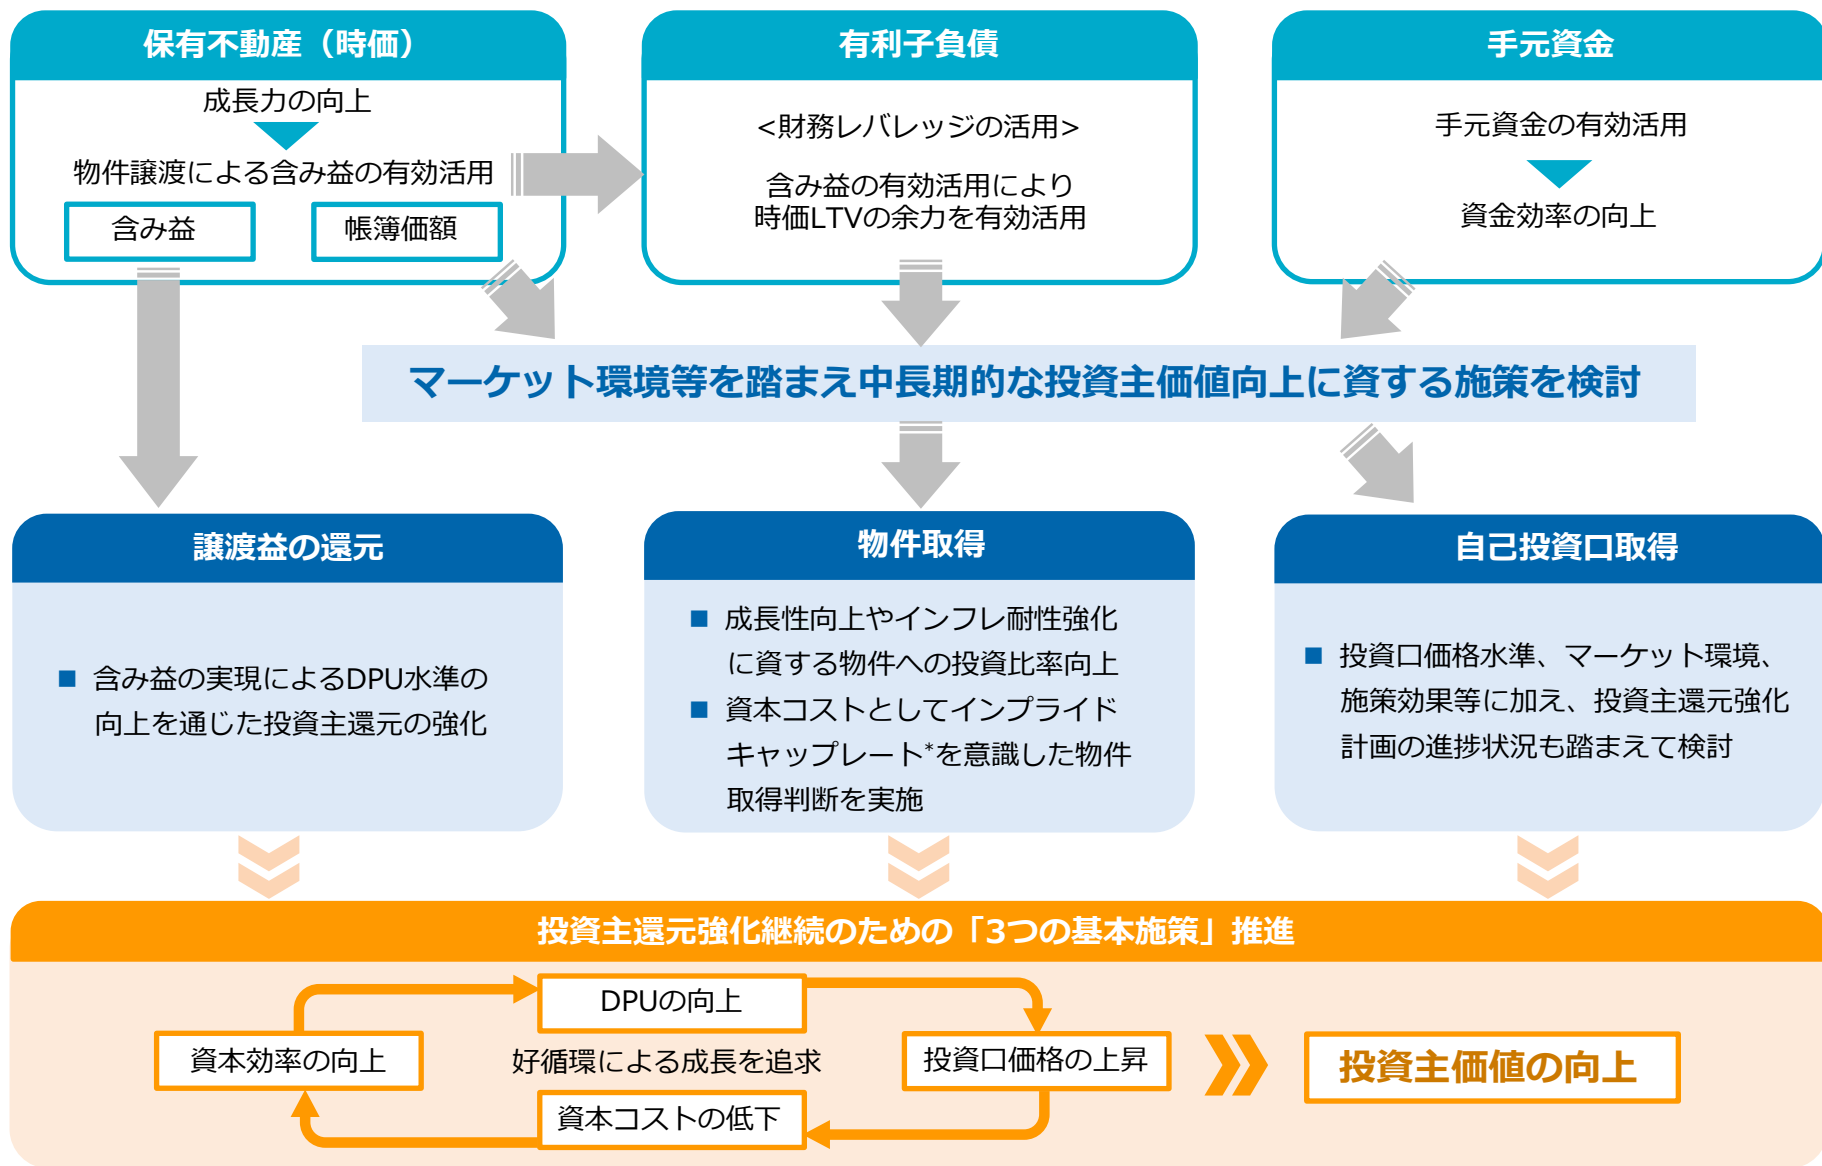 保有不動産（時価）
成長力の向上
物件譲渡による含み益の有効活用
含み益
帳簿価額
有利子負債
<財務レバレッジの活用>
含み益の有効活用により
時価LTVの余力を有効活用
手元資金
手元資金の有効活用
資金効率の向上
マーケット環境等を踏まえ中長期的な投資主価値向上に資する施策を検討
譲渡益の還元
■ 含み益の実現によるDPU水準の
向上を通じた投資主還元の強化
物件取得
■ 成長性向上やインフレ耐性強化
に資する物件への投資比率向上
■ 資本コストとしてインプライド
キャップレート*を意識した物件
取得判断を実施
自己投資口取得
■ 投資口価格水準、マーケット環境、
施策効果等に加え、投資主還元強化
計画の進捗状況も踏まえて検討
投資主還元強化継続のための「3つの基本施策」推進
DPUの向上
資本効率の向上
好循環による成長を追求
投資口価格の上昇
資本コストの低下
投資主価値の向上